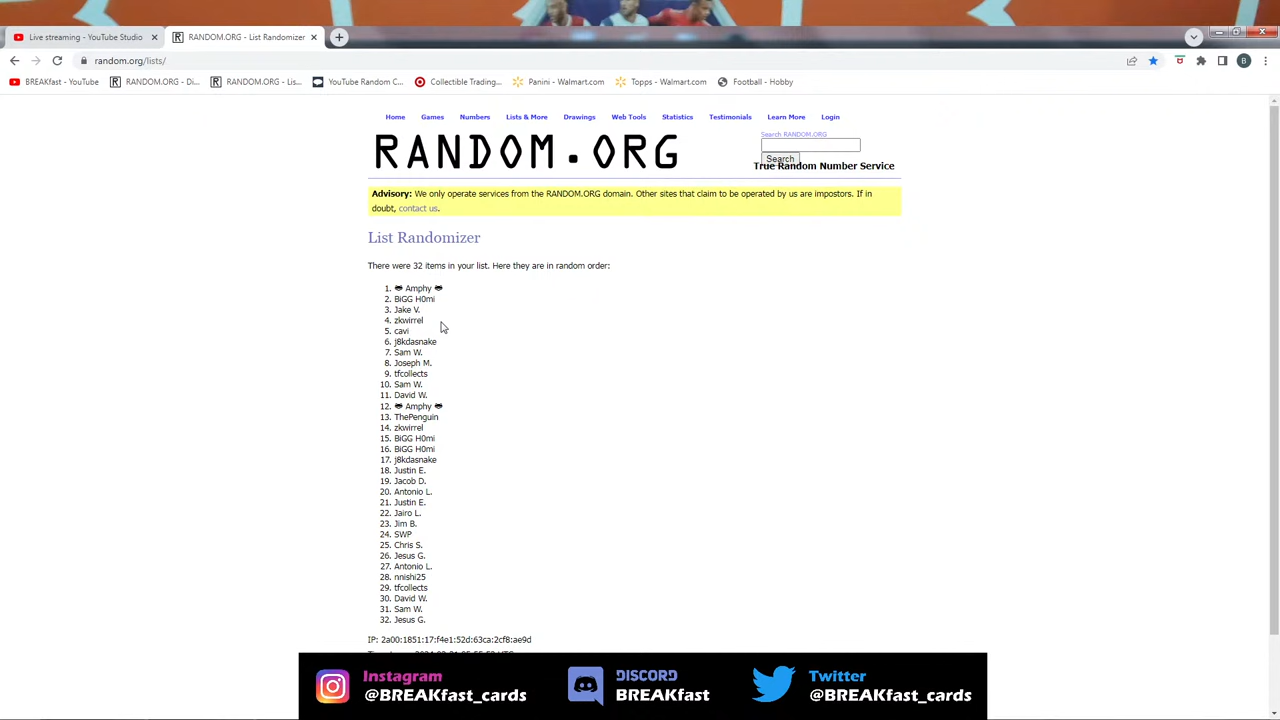 Live streaming - YouTube Studio
RANDOM.ORG - List Randomizer
random.org/lists/
BREAKfast - YouTube
RANDOM.ORG - Di...
RANDOM.ORG - Lis...
YouTube Random C...
Collectible Trading...
Panini - Walmart.com
Topps - Walmart.com
Football - Hobby
B
Home Games Numbers Lists & More Drawings Web Tools Statistics Testimonials Learn More Login
RANDOM.ORG
Search RANDOM.ORG
Search
True Random Number Service
Advisory: We only operate services from the RANDOM.ORG domain. Other sites that claim to be operated by us are impostors. If in
doubt, contact us.
List Randomizer
There were 32 items in your list. Here they are in random order:
1. Amphy
2. BiGG H0mi
3. Jake V.
4. zkwirrel
5. cavi
6. j8kdasnake
7. Sam W.
8. Joseph M.
9. tfcollects
10. Sam W.
11. David W.
12. Amphy
13. ThePenguin
14. zkwirrel
15. BiGG H0mi
16. BiGG H0mi
17. j8kdasnake
18. Justin E.
19. Jacob D.
20. Antonio L.
21. Justin E.
22. Jairo L.
23. Jim B.
24. SWP
25. Chris S.
26. Jesus G.
27. Antonio L.
28. nnishi25
29. tfcollects
30. David W.
31. Sam W.
32. Jesus G.
IP: 2a00:1851:17:f4e1:52d:63ca:2cf8:ae9d
Instagram
@BREAKfast_cards
DISCORD
BREAKfast
Twitter
@BREAKfast_cards